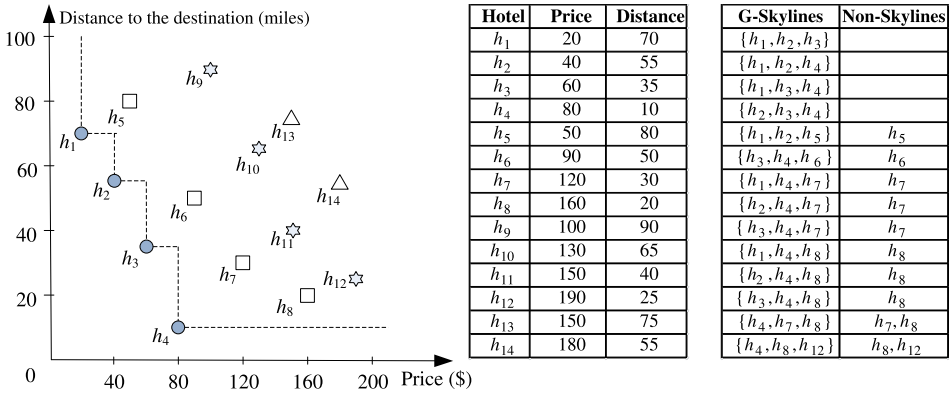 Distance to the destination (miles)
100
80
60
40
20
0
40 80 120 160 200 Price ($)
h1
h2
h3
h4
h5
h6
h7
h8
h9
h10
h11
h12
h13
h14
Hotel Price Distance
h1 20 70
h2 40 55
h3 60 35
h4 80 10
h5 50 80
h6 90 50
h7 120 30
h8 160 20
h9 100 90
h10 130 65
h11 150 40
h12 190 25
h13 150 75
h14 180 55
G-Skylines Non-Skylines
{h1,h2,h3}
{h1,h2,h4}
{h1,h3,h4}
{h2,h3,h4}
{h1,h2,h5} h5
{h3,h4,h6} h6
{h1,h4,h7} h7
{h2,h4,h7} h7
{h3,h4,h7} h7
{h1,h4,h8} h8
{h2,h4,h8} h8
{h3,h4,h8} h8
{h4,h7,h8} h7,h8
{h4,h8,h12} h8,h12